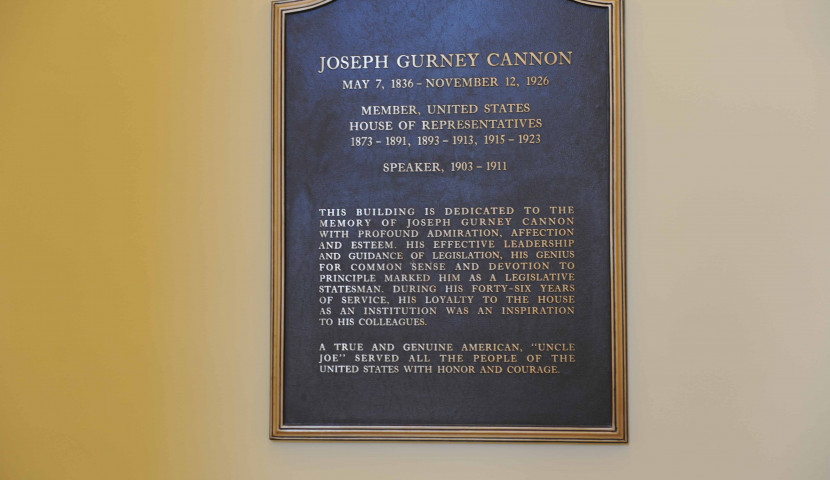 JOSEPH GURNEY CANNON
MAY 7, 1836 – NOVEMBER 12, 1926
MEMBER, UNITED STATES
HOUSE OF REPRESENTATIVES
1873 – 1891, 1893 – 1913, 1915 – 1923
SPEAKER, 1903 – 1911
THIS BUILDING IS DEDICATED TO THE
MEMORY OF JOSEPH GURNEY CANNON
WITH PROFOUND ADMIRATION, AFFECTION
AND ESTEEM. HIS EFFECTIVE LEADERSHIP
AND GUIDANCE OF LEGISLATION, HIS GENIUS
FOR COMMON SENSE AND DEVOTION TO
PRINCIPLE MARKED HIM AS A LEGISLATIVE
STATESMAN. DURING HIS FORTY-SIX YEARS
OF SERVICE, HIS LOYALTY TO THE HOUSE
AS AN INSTITUTION WAS AN INSPIRATION
TO HIS COLLEAGUES.
A TRUE AND GENUINE AMERICAN, "UNCLE
JOE" SERVED ALL THE PEOPLE OF THE
UNITED STATES WITH HONOR AND COURAGE.